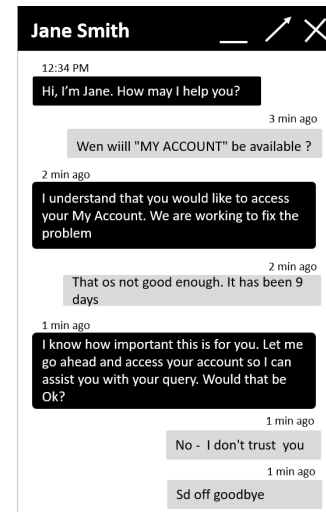 Jane Smith
12:34 PM
Hi, I'm Jane. How may I help you?
3 min ago
Wen wiill "MY ACCOUNT" be available ?
2 min ago
I understand that you would like to access
your My Account. We are working to fix the
problem
2 min ago
That os not good enough. It has been 9
days
1 min ago
I know how important this is for you. Let me
go ahead and access your account so I can
assist you with your query. Would that be
Ok?
1 min ago
No - I don't trust you
1 min ago
Sd off goodbye